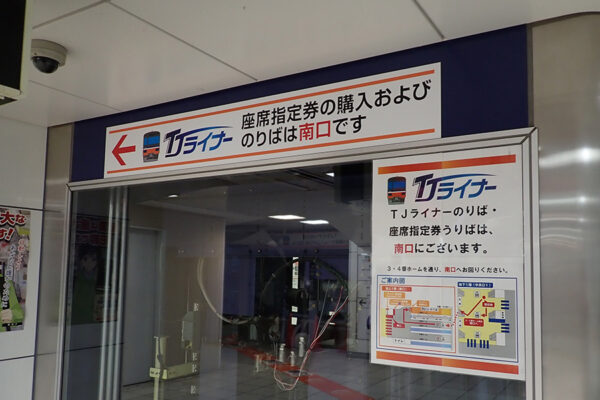 TJライナー
座席指定券の購入および
のりばは南口です
TJライナー
TJライナーのりば・
座席指定券うりばは、
南口にございます。
3・4番ホームを通り、南口へお回りください。
ご案内図